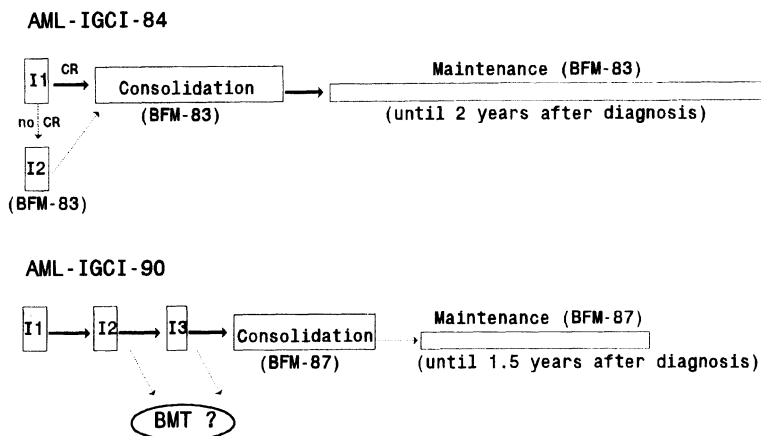 AML-IGCI-84
I1
CR
Consolidation
(BFM-83)
Maintenance (BFM-83)
(until 2 years after diagnosis)
no CR
I2
(BFM-83)
AML-IGCI-90
I1
I2
I3
Consolidation
(BFM-87)
Maintenance (BFM-87)
(until 1.5 years after diagnosis)
BMT ?